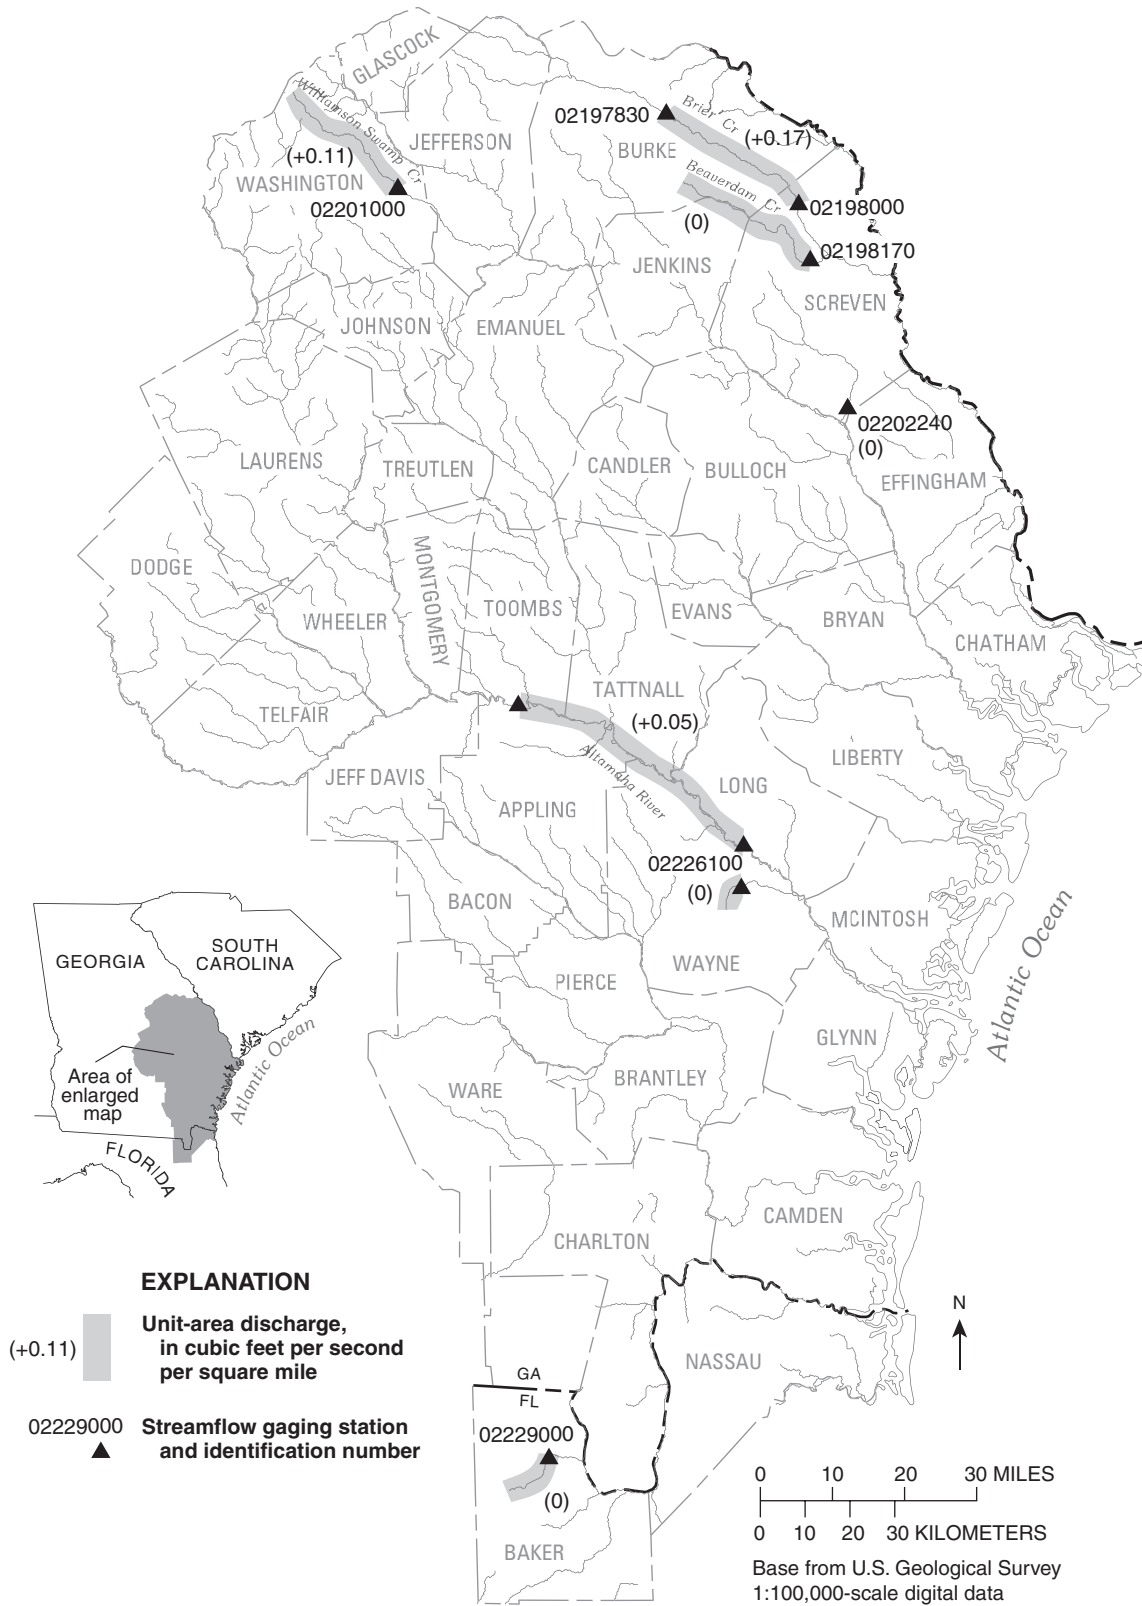 GLASCOCK
Williamson Swamp Cr
JEFFERSON
(+0.11)
WASHINGTON
02201000
02197830
Brier Cr
(+0.17)
BURKE
Beaverdam Cr
(0)
02198000
02198170
JENKINS
SCREVEN
JOHNSON
EMANUEL
02202240
(0)
LAURENS
TREUTLEN
CANDLER
BULLOCH
EFFINGHAM
DODGE
MONTGOMERY
WHEELER
TOOMBS
EVANS
BRYAN
CHATHAM
TATTNALL
(+0.05)
TELFAIR
Altamaha River
LIBERTY
JEFF DAVIS
LONG
APPLING
02226100
(0)
BACON
MCINTOSH
WAYNE
PIERCE
Atlantic Ocean
GLYNN
WARE
BRANTLEY
CAMDEN
CHARLTON
NASSAU
GA
FL
02229000
(0)
BAKER
GEORGIA
SOUTH
CAROLINA
Area of
enlarged
map
Atlantic Ocean
FLORIDA
EXPLANATION
(+0.11)
Unit-area discharge,
in cubic feet per second
per square mile
02229000
Streamflow gaging station
and identification number
N
0 10 20 30 MILES
0 10 20 30 KILOMETERS
Base from U.S. Geological Survey
1:100,000-scale digital data